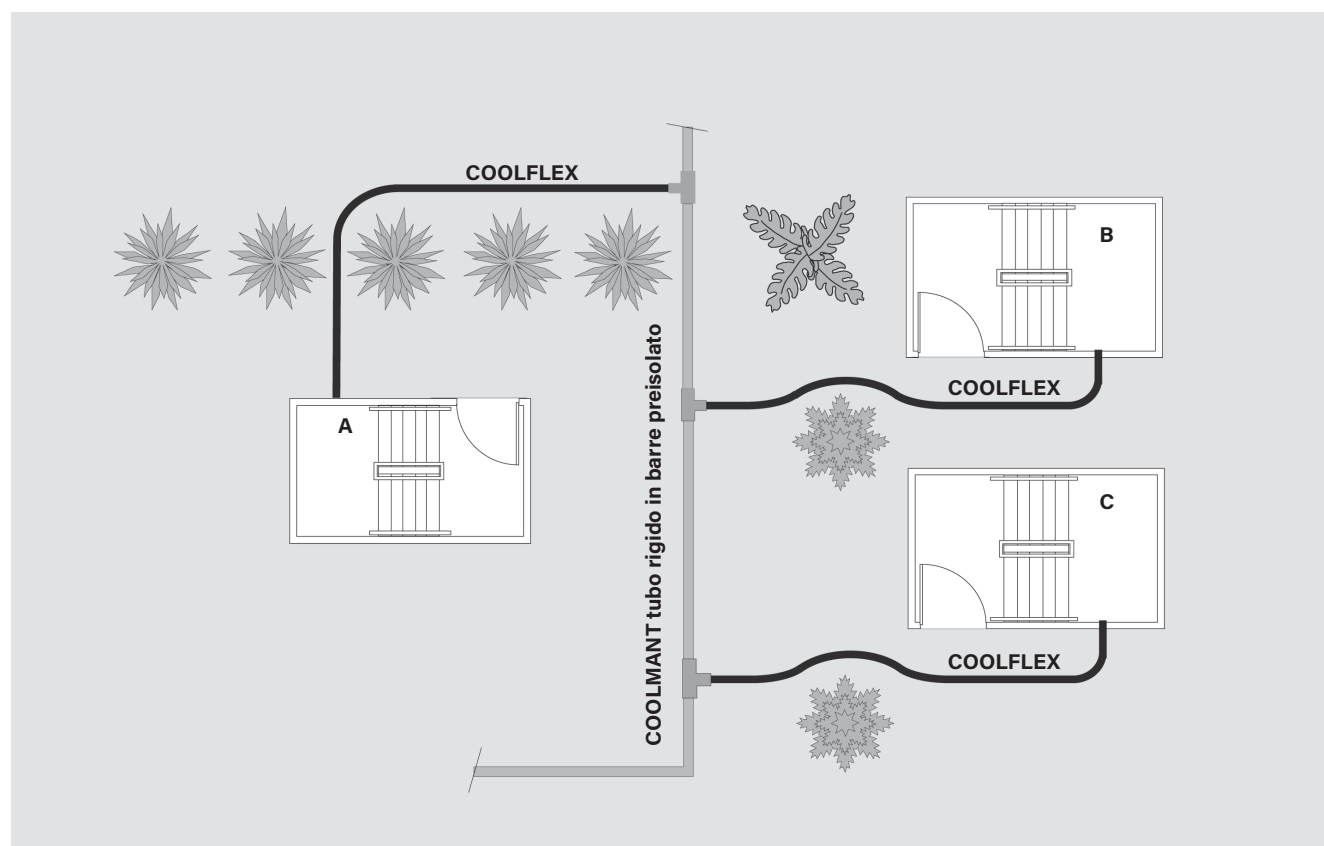 COOLFLEX
B
COOLMANT tubo rigido in barre preisolato
COOLFLEX
A
C
COOLFLEX